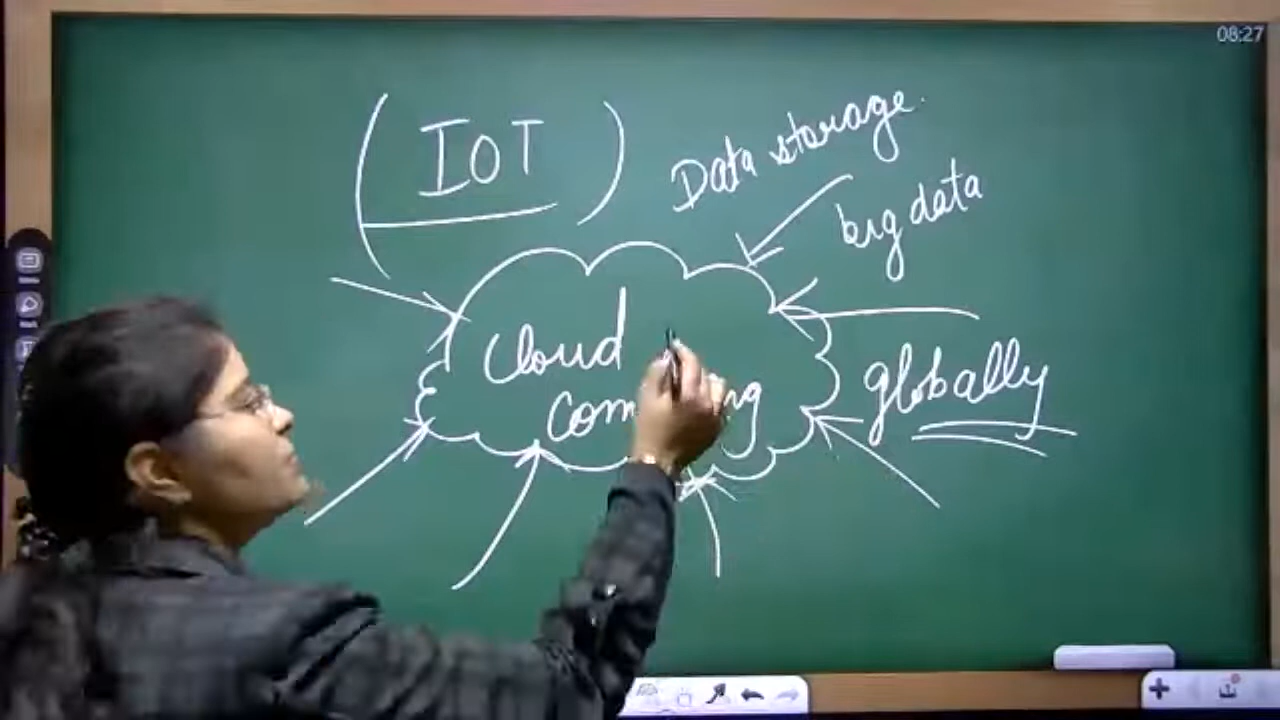 08:27
(IOT)
Data storage
big data
cloud
globally